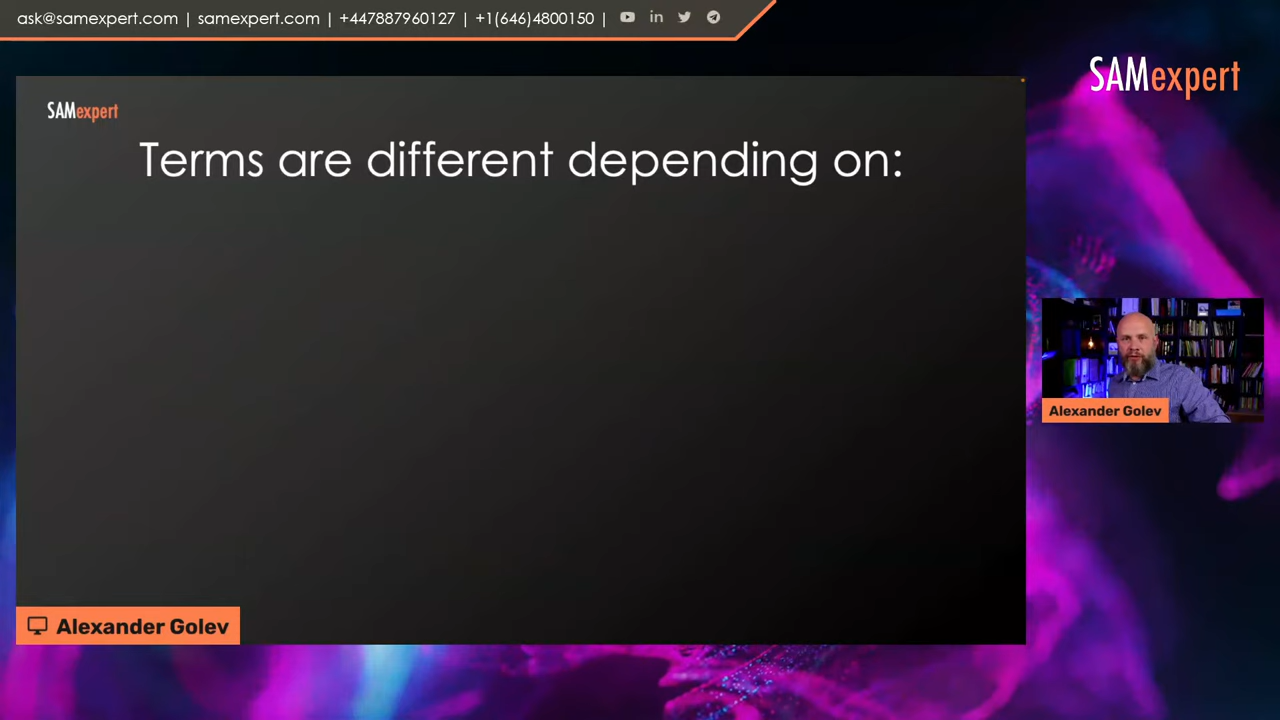 ask@samexpert.com | samexpert.com | +447887960127 | +1(646)4800150 |
SAMexpert
SAMexpert
Terms are different depending on:
Alexander Golev
Alexander Golev